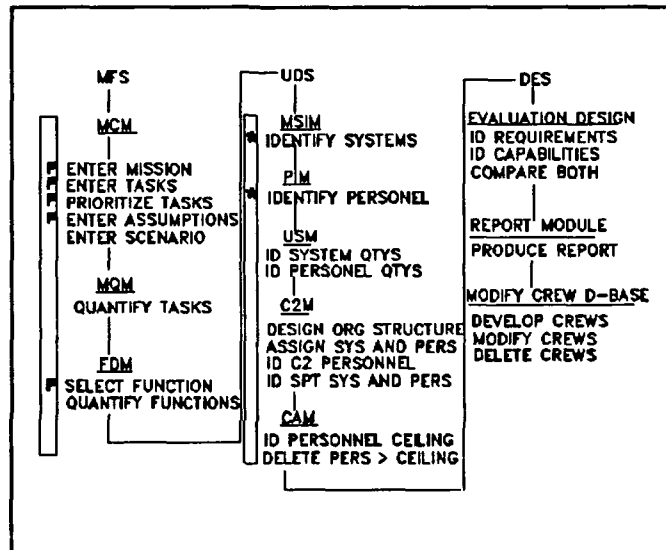 MFS
MCM
P ENTER MISSION
P ENTER TASKS
P PRIORITIZE TASKS
P ENTER ASSUMPTIONS
ENTER SCENARIO
MQM
QUANTIFY TASKS
FDM
P SELECT FUNCTION
QUANTIFY FUNCTIONS
UDS
MSIM
* IDENTIFY SYSTEMS
PIM
* IDENTIFY PERSONEL
USM
ID SYSTEM QTYS
ID PERSONEL QTYS
C2M
DESIGN ORG STRUCTURE
ASSIGN SYS AND PERS
ID C2 PERSONNEL
ID SPT SYS AND PERS
CAM
ID PERSONNEL CEILING
DELETE PERS > CEILING
DES
EVALUATION DESIGN
ID REQUIREMENTS
ID CAPABILITIES
COMPARE BOTH
REPORT MODULE
PRODUCE REPORT
MODIFY CREW D-BASE
DEVELOP CREWS
MODIFY CREWS
DELETE CREWS